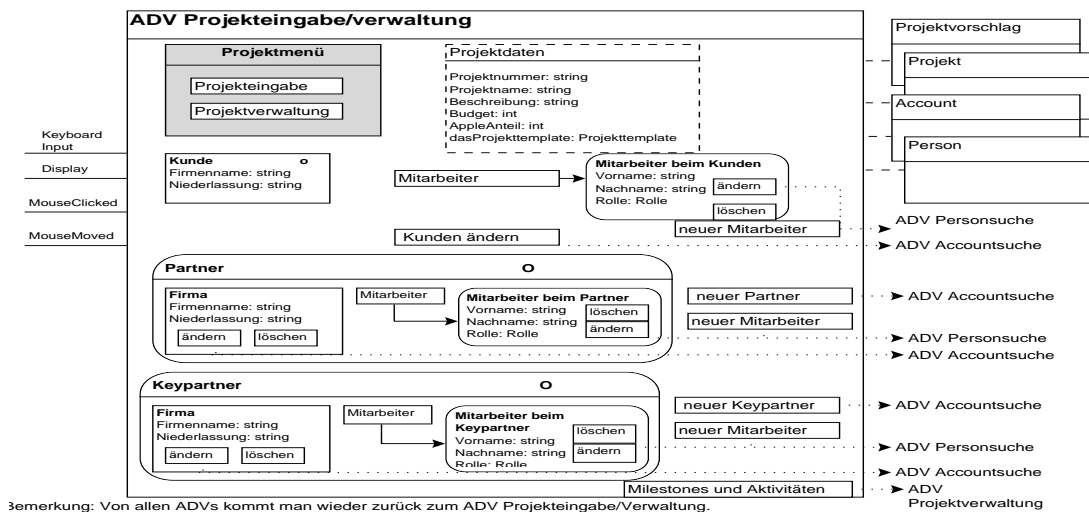 ADV Projekteingabe/verwaltung
Projektmenü
Projekteingabe
Projektverwaltung
Projektdaten
Projektnummer: string
Projektname: string
Beschreibung: string
Budget: int
AppleAnteil: int
dasProjekttemplate: Projekttemplate
Projektvorschlag
Projekt
Account
Person
Keyboard
Input
Display
MouseClicked
MouseMoved
Kunde o
Firmenname: string
Niederlassung: string
Mitarbeiter
Mitarbeiter beim Kunden
Vorname: string
Nachname: string
Rolle: Rolle
ändern
löschen
neuer Mitarbeiter
ADV Personsuche
Kunden ändern
ADV Accountsuche
Partner O
Firma
Firmenname: string
Niederlassung: string
ändern
löschen
Mitarbeiter
Mitarbeiter beim Partner
Vorname: string
Nachname: string
Rolle: Rolle
löschen
ändern
neuer Partner
ADV Accountsuche
neuer Mitarbeiter
ADV Personsuche
ADV Accountsuche
Keypartner O
Firma
Firmenname: string
Niederlassung: string
ändern
löschen
Mitarbeiter
Mitarbeiter beim
Keypartner
Vorname: string
Nachname: string
Rolle: Rolle
löschen
ändern
neuer Keypartner
ADV Accountsuche
neuer Mitarbeiter
ADV Personsuche
ADV Accountsuche
Milestones und Aktivitäten
ADV
Projektverwaltung
Bemerkung: Von allen ADVs kommt man wieder zurück zum ADV Projekteingabe/Verwaltung.